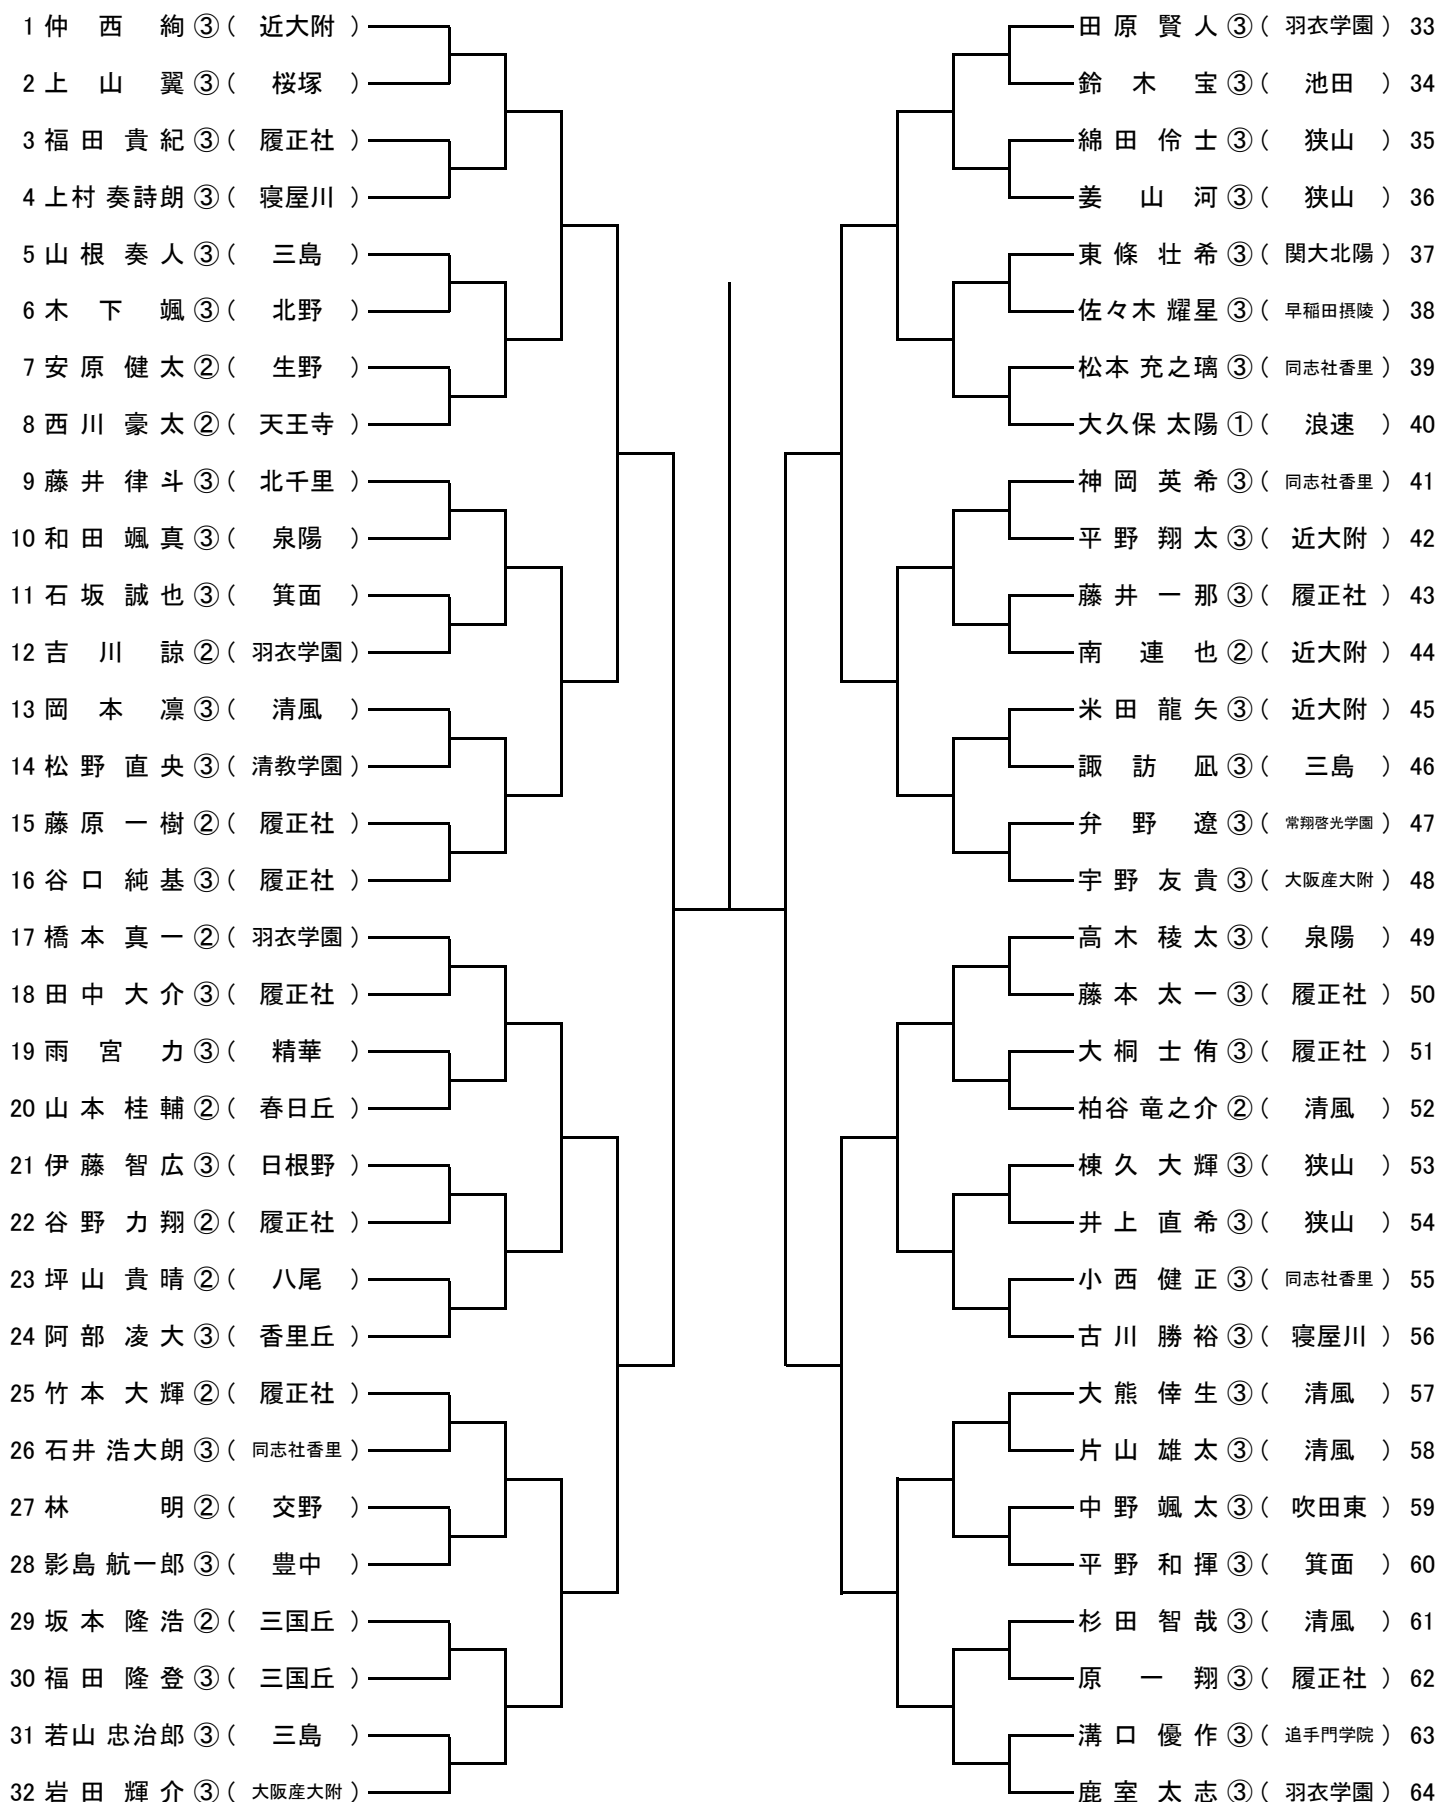 1 仲 西 絢 ③ ( 近大附 )
2 上 山 翼 ③ ( 桜塚 )
3 福 田 貴 紀 ③ ( 履正社 )
4 上村 奏詩朗 ③ ( 寝屋川 )
5 山 根 奏 人 ③ ( 三島 )
6 木 下 颯 ③ ( 北野 )
7 安 原 健 太 ② ( 生野 )
8 西 川 豪 太 ② ( 天王寺 )
9 藤 井 律 斗 ③ ( 北千里 )
10 和 田 颯 真 ③ ( 泉陽 )
11 石 坂 誠 也 ③ ( 箕面 )
12 吉 川 諒 ② ( 羽衣学園 )
13 岡 本 凛 ③ ( 清風 )
14 松 野 直 央 ③ ( 清教学園 )
15 藤 原 一 樹 ② ( 履正社 )
16 谷 口 純 基 ③ ( 履正社 )
17 橋 本 真 一 ② ( 羽衣学園 )
18 田 中 大 介 ③ ( 履正社 )
19 雨 宮 力 ③ ( 精華 )
20 山 本 桂 輔 ② ( 春日丘 )
21 伊 藤 智 広 ③ ( 日根野 )
22 谷 野 力 翔 ② ( 履正社 )
23 坪 山 貴 晴 ② ( 八尾 )
24 阿 部 凌 大 ③ ( 香里丘 )
25 竹 本 大 輝 ② ( 履正社 )
26 石井 浩大朗 ③ ( 同志社香里 )
27 林 明 ② ( 交野 )
28 影島 航一郎 ③ ( 豊中 )
29 坂 本 隆 浩 ② ( 三国丘 )
30 福 田 隆 登 ③ ( 三国丘 )
31 若山 忠治郎 ③ ( 三島 )
32 岩 田 輝 介 ③ ( 大阪産大附 )
田 原 賢 人 ③ ( 羽衣学園 ) 33
鈴 木 宝 ③ ( 池田 ) 34
綿 田 伶 士 ③ ( 狭山 ) 35
姜 山 河 ③ ( 狭山 ) 36
東 條 壮 希 ③ ( 関大北陽 ) 37
佐々木 耀星 ③ ( 早稲田摂陵 ) 38
松本 充之璃 ③ ( 同志社香里 ) 39
大久保 太陽 ① ( 浪速 ) 40
神 岡 英 希 ③ ( 同志社香里 ) 41
平 野 翔 太 ③ ( 近大附 ) 42
藤 井 一 那 ③ ( 履正社 ) 43
南 連 也 ② ( 近大附 ) 44
米 田 龍 矢 ③ ( 近大附 ) 45
諏 訪 凪 ③ ( 三島 ) 46
弁 野 遼 ③ ( 常翔啓光学園 ) 47
宇 野 友 貴 ③ ( 大阪産大附 ) 48
高 木 稜 太 ③ ( 泉陽 ) 49
藤 本 太 一 ③ ( 履正社 ) 50
大 桐 士 侑 ③ ( 履正社 ) 51
柏谷 竜之介 ② ( 清風 ) 52
棟 久 大 輝 ③ ( 狭山 ) 53
井 上 直 希 ③ ( 狭山 ) 54
小 西 健 正 ③ ( 同志社香里 ) 55
古 川 勝 裕 ③ ( 寝屋川 ) 56
大 熊 倖 生 ③ ( 清風 ) 57
片 山 雄 太 ③ ( 清風 ) 58
中 野 颯 太 ③ ( 吹田東 ) 59
平 野 和 揮 ③ ( 箕面 ) 60
杉 田 智 哉 ③ ( 清風 ) 61
原 一 翔 ③ ( 履正社 ) 62
溝 口 優 作 ③ ( 追手門学院 ) 63
鹿 室 太 志 ③ ( 羽衣学園 ) 64